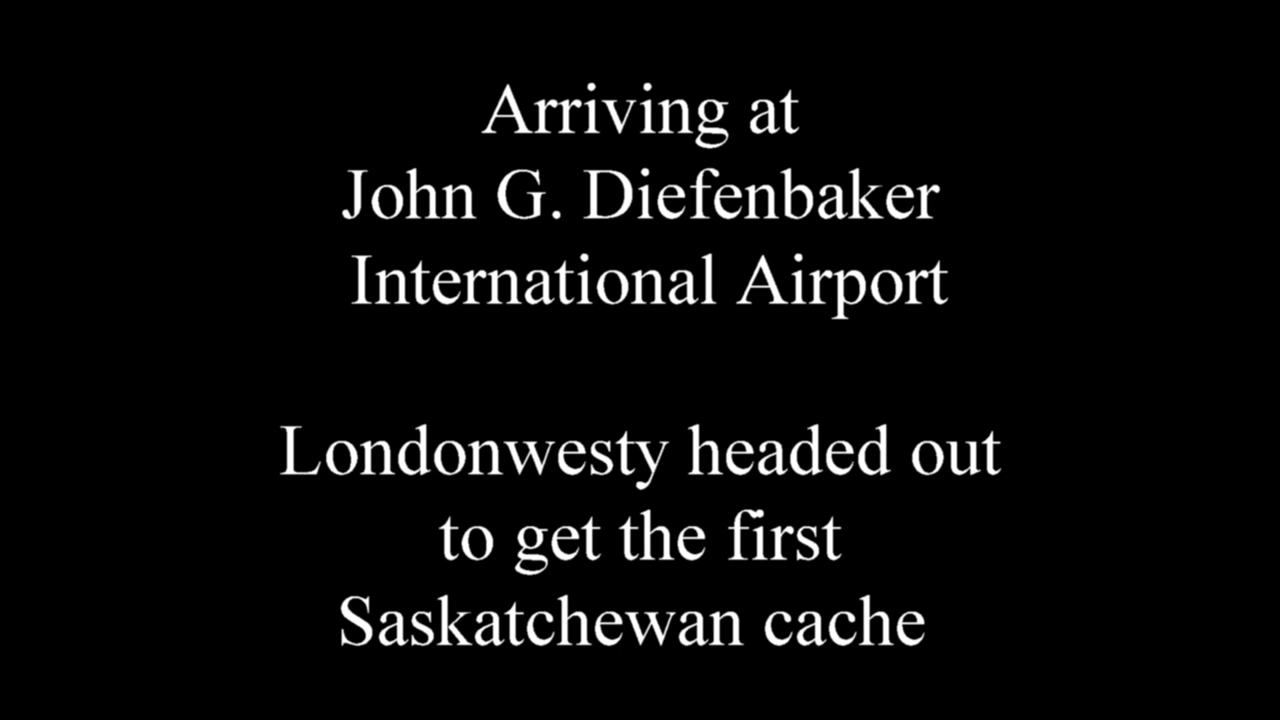 Arriving at
John G. Diefenbaker
International Airport
Londonwesty headed out
to get the first
Saskatchewan cache